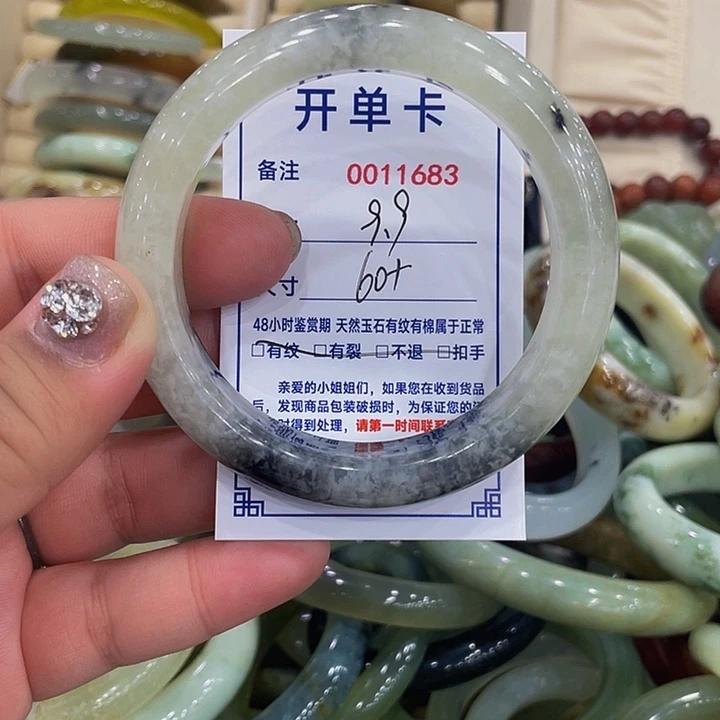 开单卡
备注 0011683
9.9
寸 60+
48小时鉴赏期 天然玉石有纹有棉属于正常
□有纹 □有裂 □不退 □扣手
亲爱的小姐姐们，如果您在收到货品
后，发现商品包装破损时，为保证您的
时得到处理，请第一时间联系